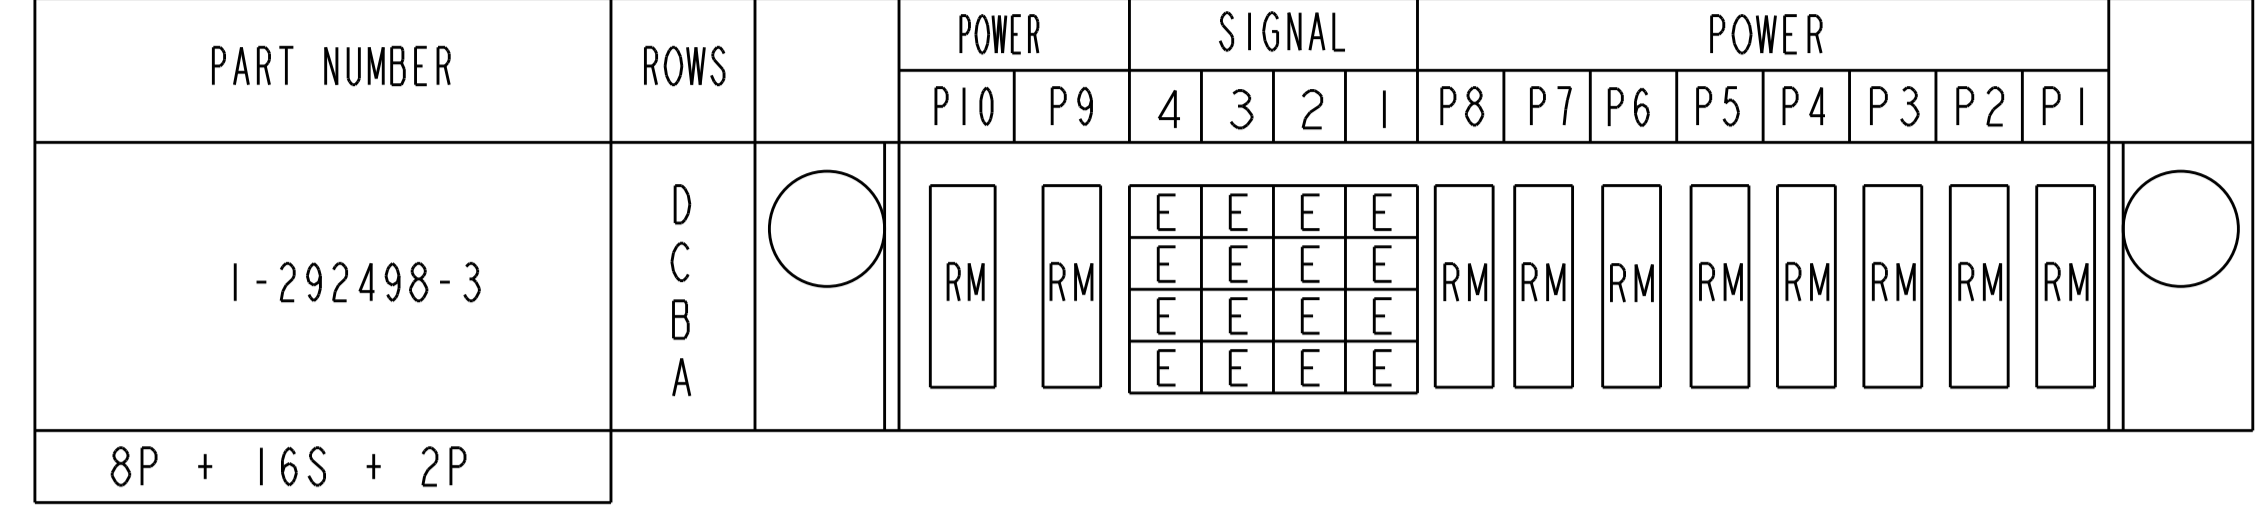 PART NUMBER ROWS POWER SIGNAL POWER
P10 P9 4 3 2 1 P8 P7 P6 P5 P4 P3 P2 P1
D E E E E
C E E E E
1-292498-3 RM RM RM RM RM RM RM RM RM RM
B E E E E
A E E E E
8P + 16S + 2P